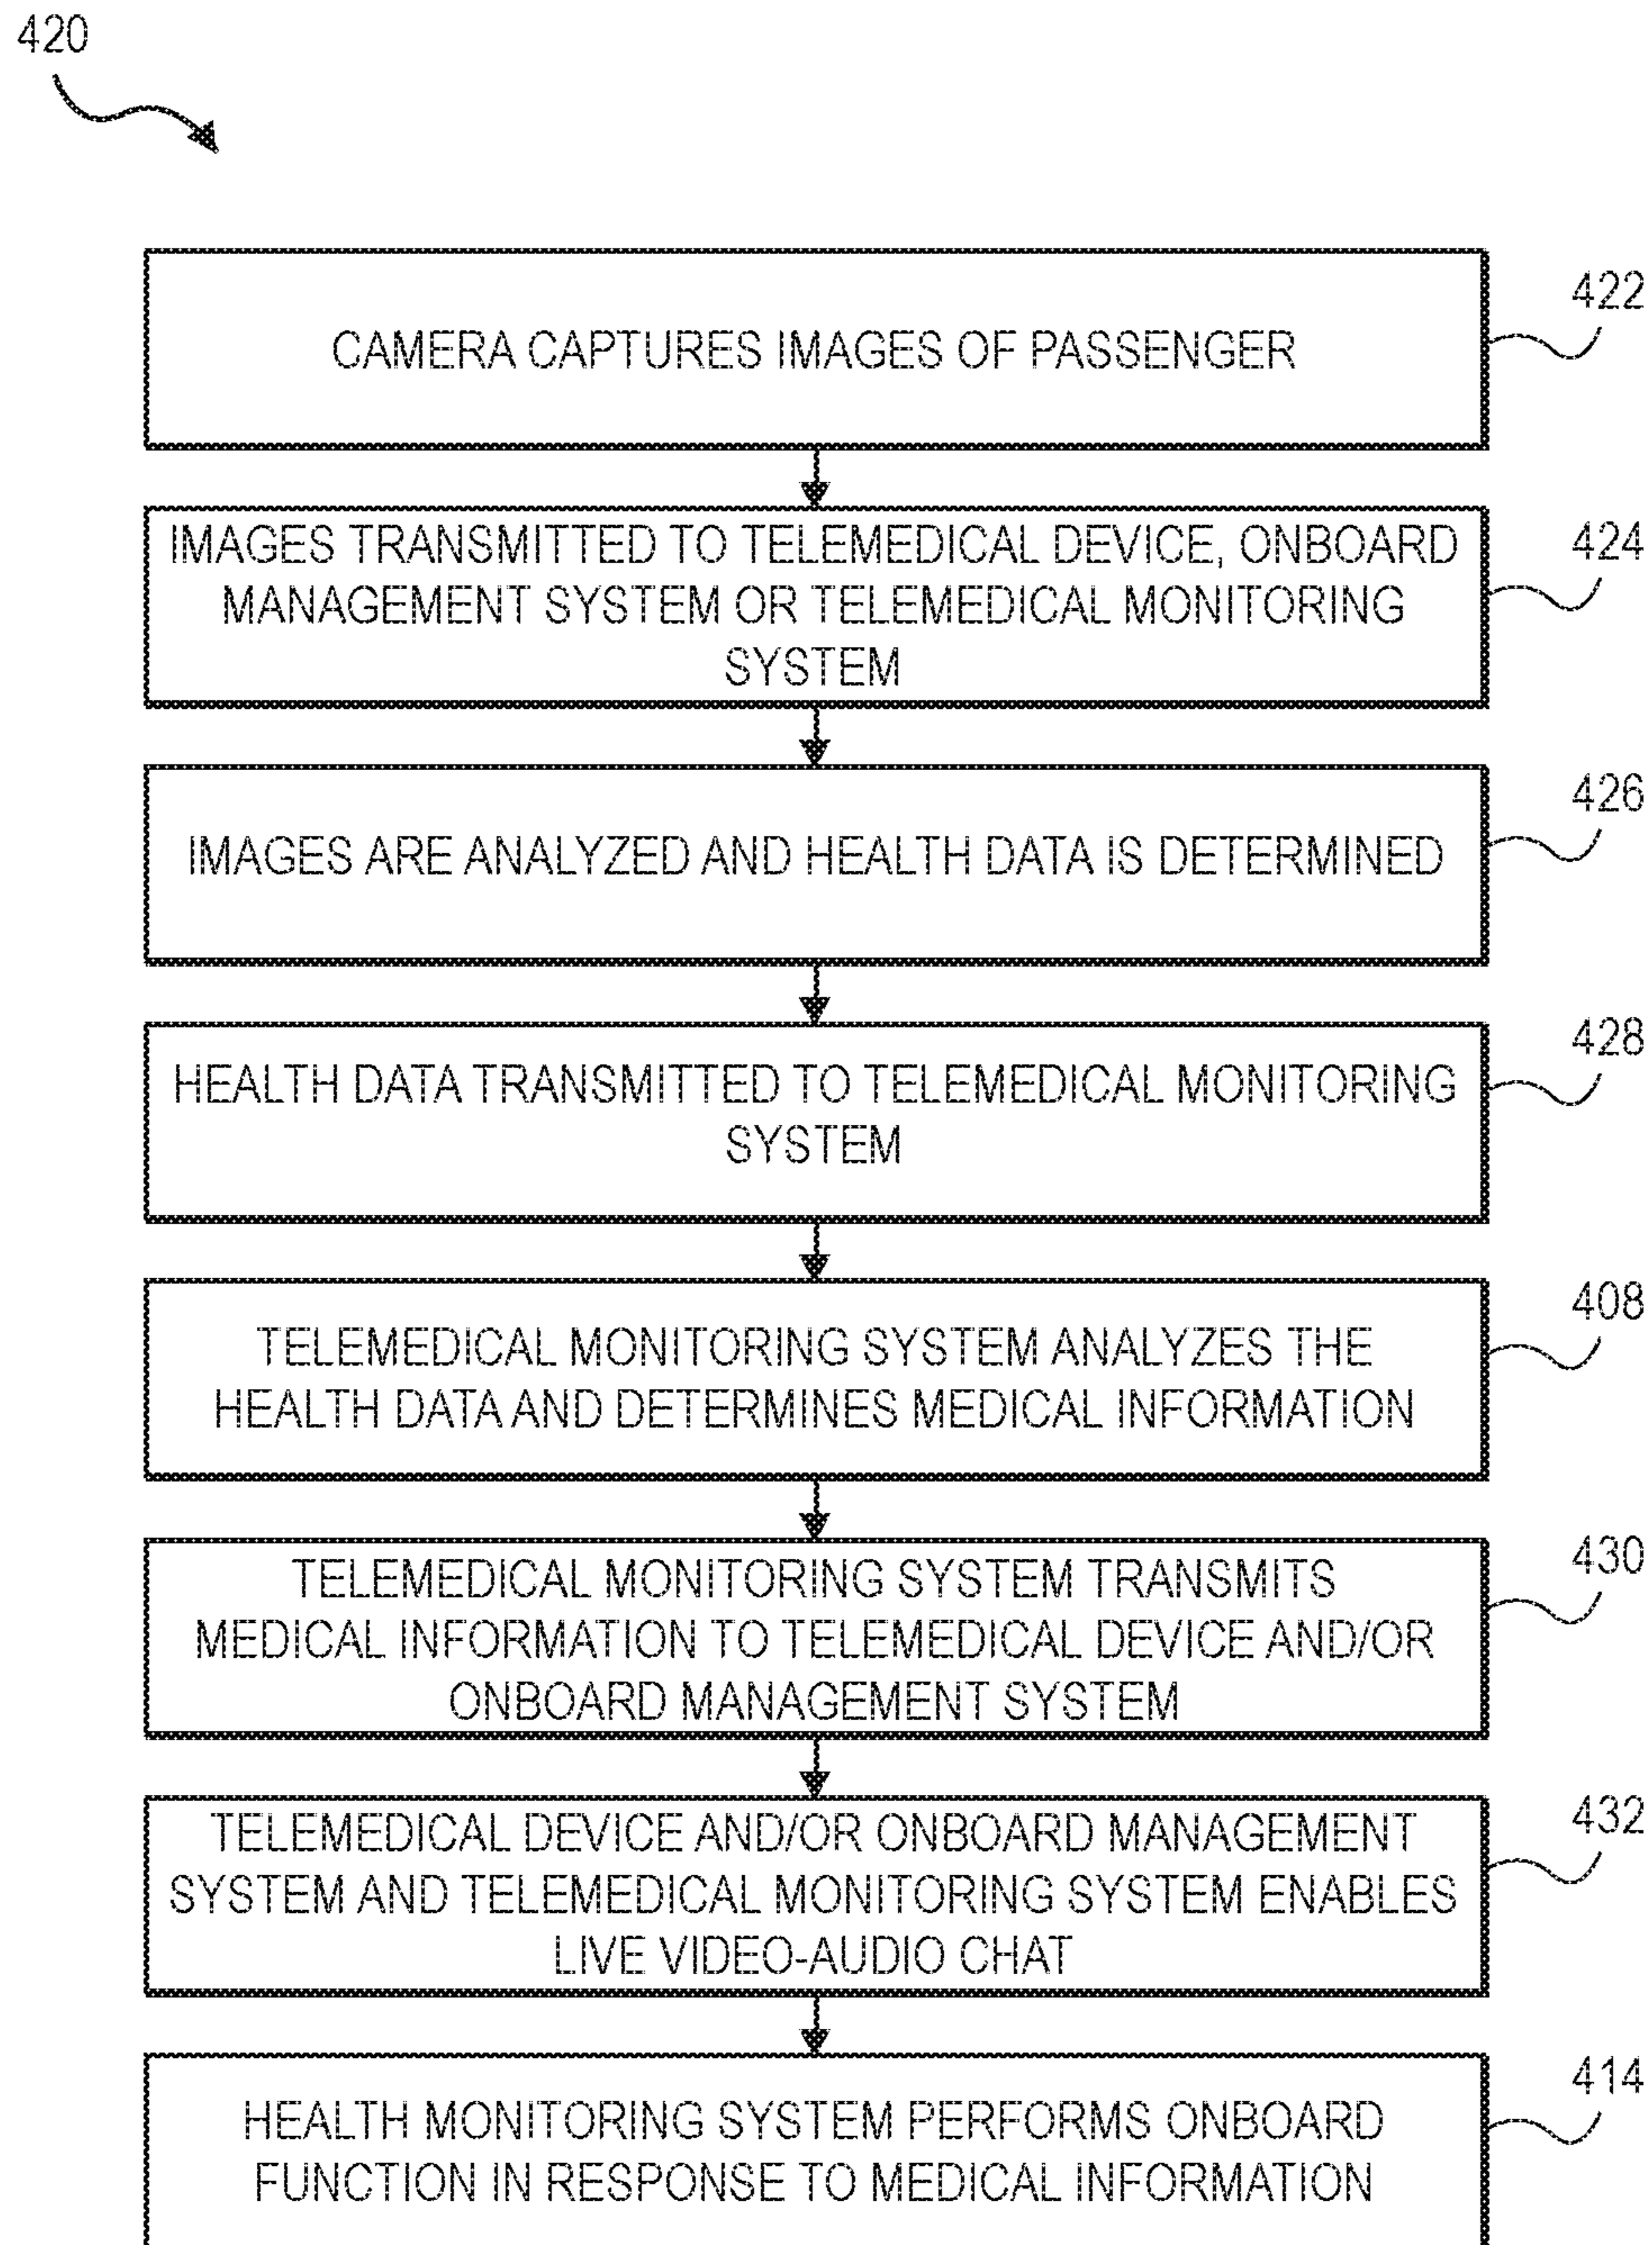 420
CAMERA CAPTURES IMAGES OF PASSENGER
422
IMAGES TRANSMITTED TO TELEMEDICAL DEVICE, ONBOARD
MANAGEMENT SYSTEM OR TELEMEDICAL MONITORING
SYSTEM
424
IMAGES ARE ANALYZED AND HEALTH DATA IS DETERMINED
426
HEALTH DATA TRANSMITTED TO TELEMEDICAL MONITORING
SYSTEM
428
TELEMEDICAL MONITORING SYSTEM ANALYZES THE
HEALTH DATA AND DETERMINES MEDICAL INFORMATION
408
TELEMEDICAL MONITORING SYSTEM TRANSMITS
MEDICAL INFORMATION TO TELEMEDICAL DEVICE AND/OR
ONBOARD MANAGEMENT SYSTEM
430
TELEMEDICAL DEVICE AND/OR ONBOARD MANAGEMENT
SYSTEM AND TELEMEDICAL MONITORING SYSTEM ENABLES
LIVE VIDEO-AUDIO CHAT
432
HEALTH MONITORING SYSTEM PERFORMS ONBOARD
FUNCTION IN RESPONSE TO MEDICAL INFORMATION
414